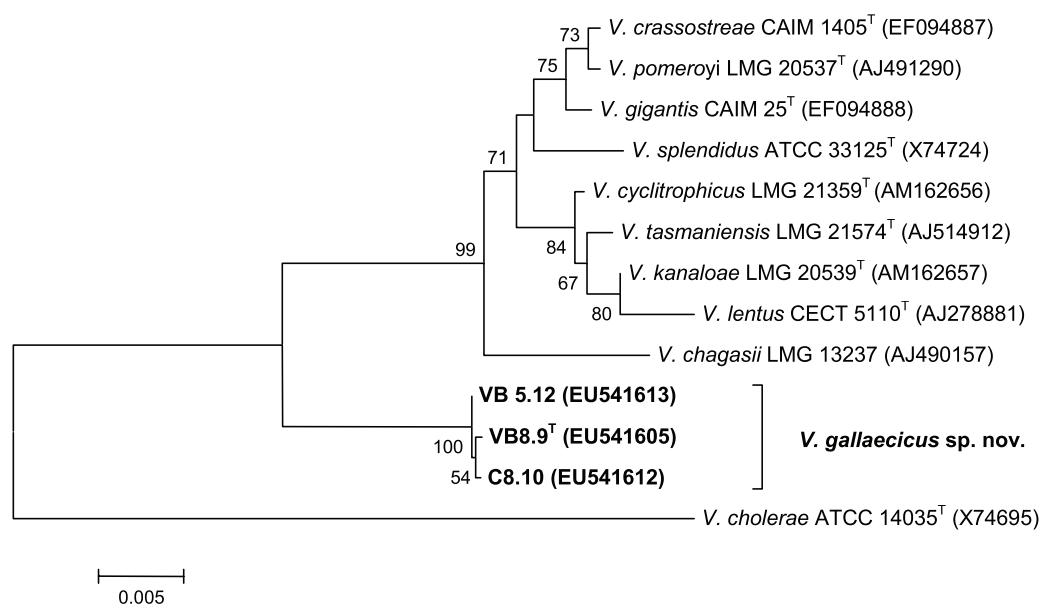 73 V. crassostreae CAIM 1405T (EF094887)
75 V. pomeroyi LMG 20537T (AJ491290)
V. gigantis CAIM 25T (EF094888)
71 V. splendidus ATCC 33125T (X74724)
V. cyclitrophicus LMG 21359T (AM162656)
99 84 V. tasmaniensis LMG 21574T (AJ514912)
67 V. kanaloae LMG 20539T (AM162657)
80 V. lentus CECT 5110T (AJ278881)
V. chagasii LMG 13237 (AJ490157)
VB 5.12 (EU541613)
100 VB8.9T (EU541605) V. gallaecicus sp. nov.
54 C8.10 (EU541612)
V. cholerae ATCC 14035T (X74695)
0.005